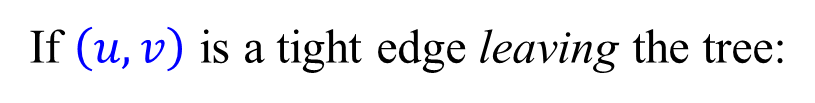 If (u, v) is a tight edge leaving the tree: